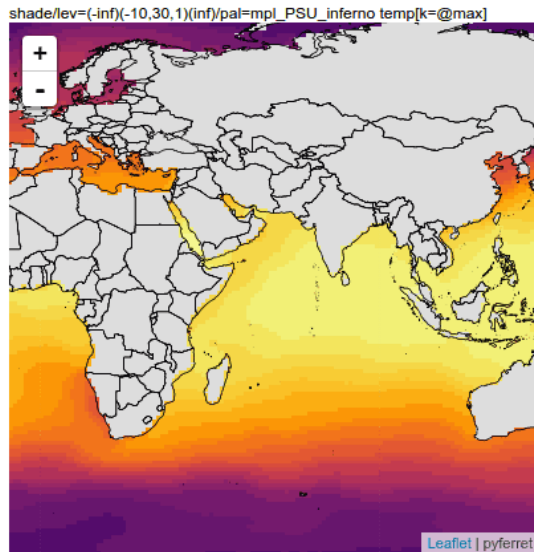 shade/lev=(-inf)(-10,30,1)(inf)/pal=mpl_PSU_inferno temp[k=@max]
+
-
Leaflet | pyferret